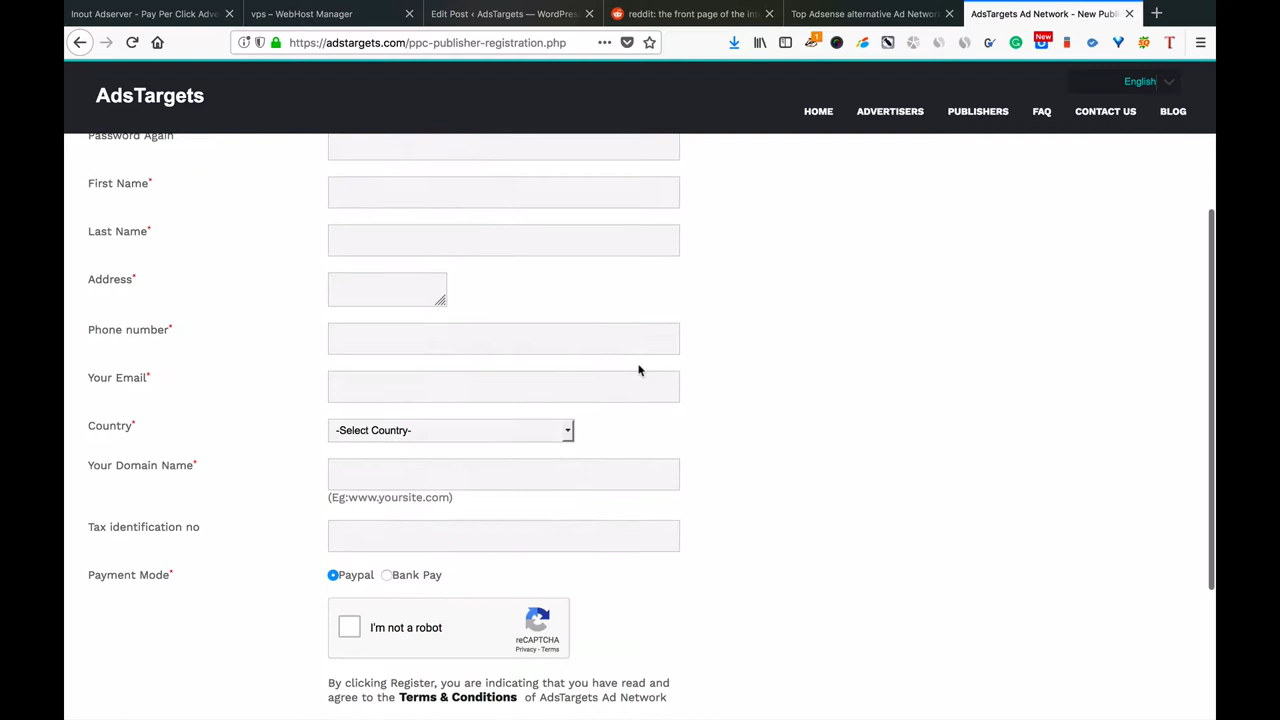 Inout Adserver - Pay Per Click Adve
vps – WebHost Manager
Edit Post ‹ AdsTargets — WordPres
reddit: the front page of the int
Top Adsense alternative Ad Network
AdsTargets Ad Network - New Publi
https://adstargets.com/ppc-publisher-registration.php
1
New
AdsTargets
English
HOME
ADVERTISERS
PUBLISHERS
FAQ
CONTACT US
BLOG
Password Again
First Name*
Last Name*
Address*
Phone number*
Your Email*
Country*
-Select Country-
Your Domain Name*
(Eg:www.yoursite.com)
Tax identification no
Payment Mode*
Paypal
Bank Pay
I'm not a robot
reCAPTCHA
Privacy - Terms
By clicking Register, you are indicating that you have read and
agree to the Terms & Conditions of AdsTargets Ad Network